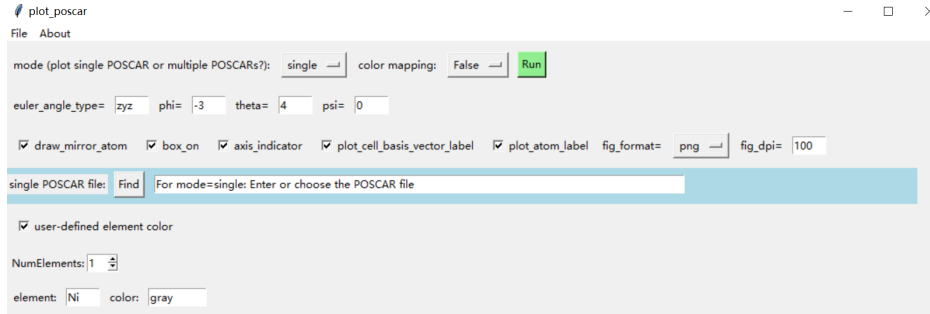 plot_poscar
File About
mode (plot single POSCAR or multiple POSCARs?): single color mapping: False Run
euler_angle_type= zyz phi= -3 theta= 4 psi= 0
draw_mirror_atom box_on axis_indicator plot_cell_basis_vector_label plot_atom_label fig_format= png fig_dpi= 100
single POSCAR file: Find For mode=single: Enter or choose the POSCAR file
user-defined element color
NumElements: 1
element: Ni color: gray